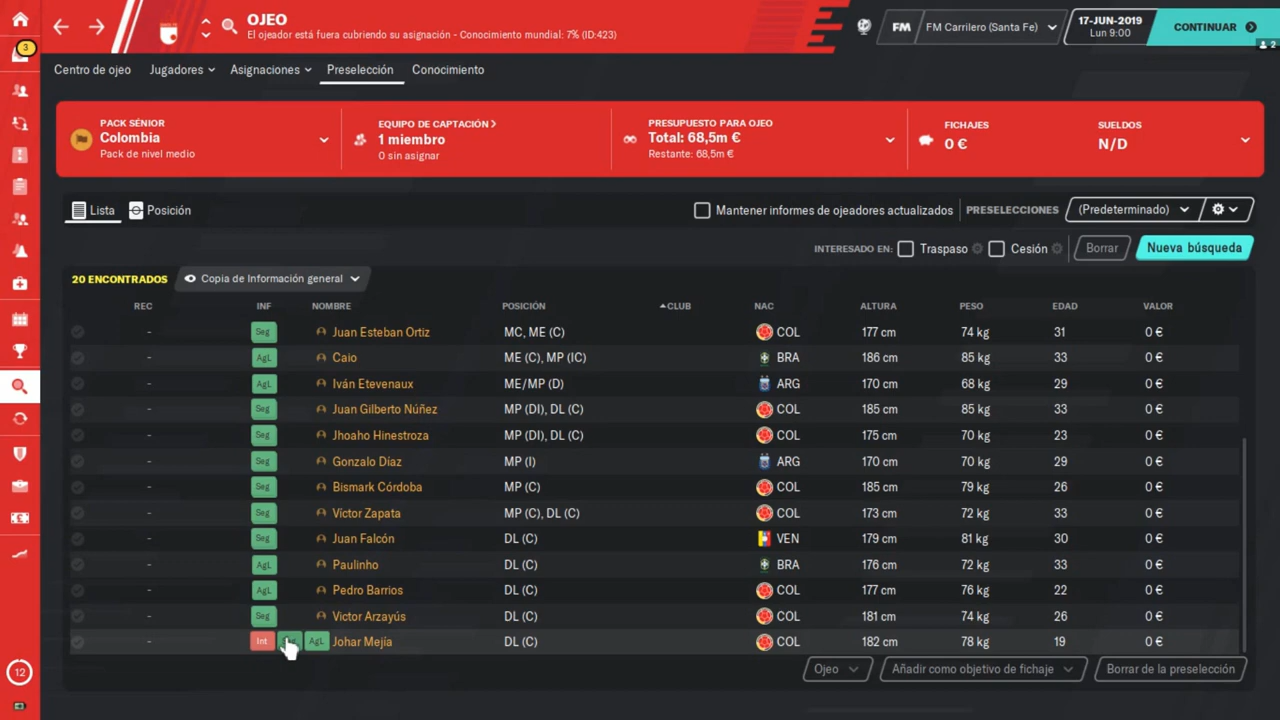 OJEO
El ojeador está fuera cubriendo su asignación - Conocimiento mundial: 7% (ID:423)
FM
FM Carrilero (Santa Fe)
17-JUN-2019
Lun 9:00
CONTINUAR
2
3
Centro de ojeo
Jugadores
Asignaciones
Preselección
Conocimiento
PACK SÉNIOR
Colombia
Pack de nivel medio
EQUIPO DE CAPTACIÓN
1 miembro
0 sin asignar
PRESUPUESTO PARA OJEO
Total: 68,5m €
Restante: 68,5m €
FICHAJES
0 €
SUELDOS
N/D
Lista
Posición
Mantener informes de ojeadores actualizados
PRESELECCIONES
(Predeterminado)
INTERESADO EN:
Traspaso
Cesión
Borrar
Nueva búsqueda
20 ENCONTRADOS
Copia de Información general
REC INF NOMBRE POSICIÓN CLUB NAC ALTURA PESO EDAD VALOR
- Seg Juan Esteban Ortiz MC, ME (C) COL 177 cm 74 kg 31 0 €
- AgL Caio ME (C), MP (IC) BRA 186 cm 85 kg 33 0 €
- AgL Iván Etevenaux ME/MP (D) ARG 170 cm 68 kg 29 0 €
- Seg Juan Gilberto Núñez MP (DI), DL (C) COL 185 cm 85 kg 33 0 €
- Seg Jhoaho Hinestroza MP (DI), DL (C) COL 175 cm 70 kg 23 0 €
- Seg Gonzalo Díaz MP (I) ARG 170 cm 70 kg 29 0 €
- Seg Bismark Córdoba MP (C) COL 185 cm 79 kg 26 0 €
- Seg Víctor Zapata MP (C), DL (C) COL 173 cm 72 kg 33 0 €
- Seg Juan Falcón DL (C) VEN 179 cm 81 kg 30 0 €
- AgL Paulinho DL (C) BRA 176 cm 72 kg 33 0 €
- AgL Pedro Barrios DL (C) COL 177 cm 76 kg 22 0 €
- Seg Victor Arzayús DL (C) COL 181 cm 74 kg 26 0 €
- Int AgL Johar Mejía DL (C) COL 182 cm 78 kg 19 0 €
Ojeo
Añadir como objetivo de fichaje
Borrar de la preselección
12